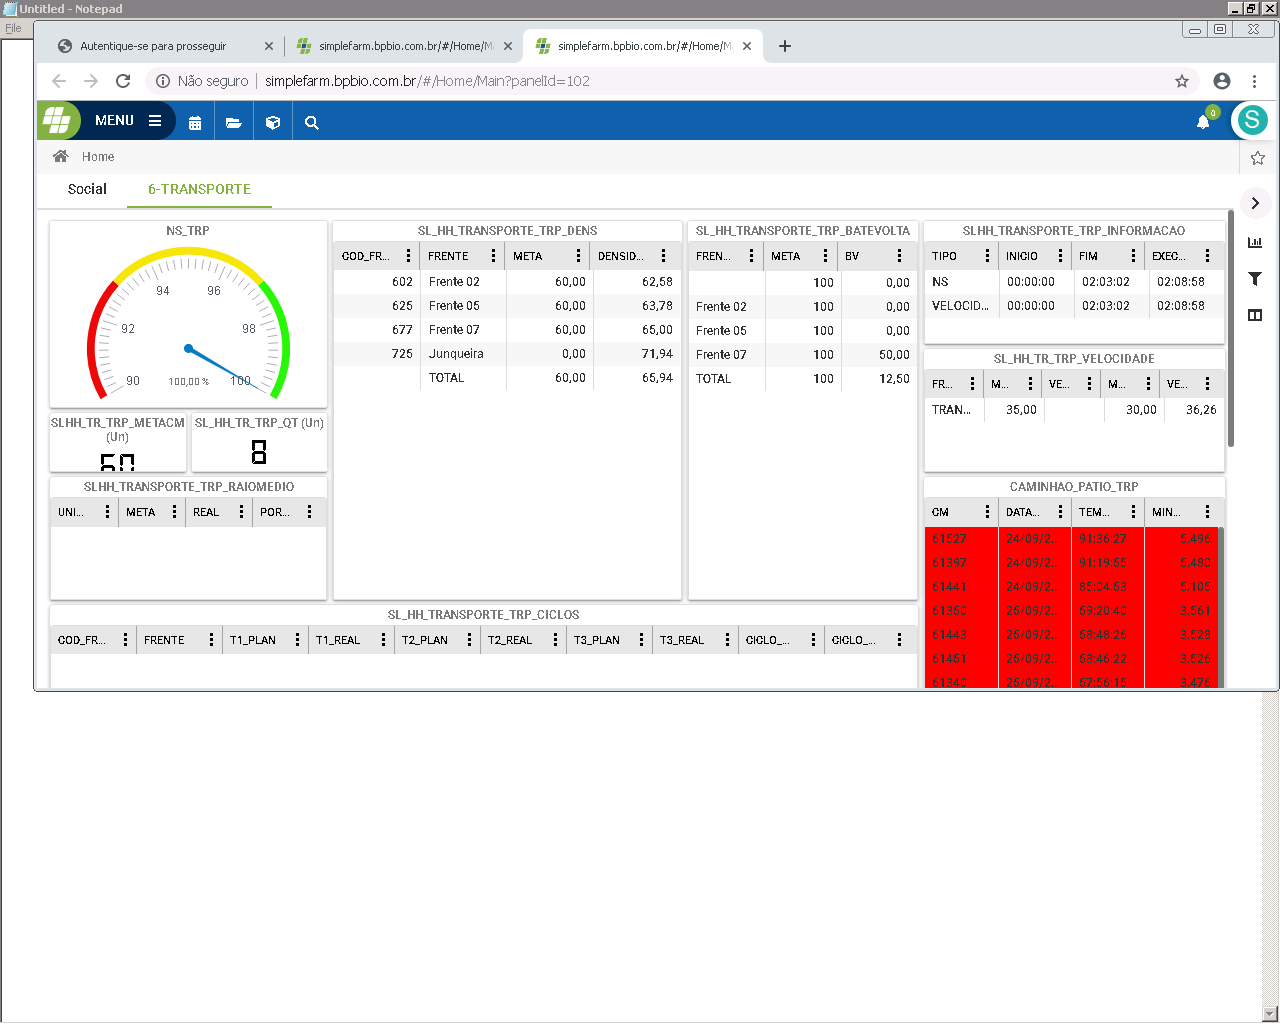 Untitled - Notepad
File
Autentique-se para prosseguir
simplefarm.bpbio.com.br/#/Home/M
simplefarm.bpbio.com.br/#/Home/M
Não seguro | simplefarm.bpbio.com.br/#/Home/Main?panelId=102
MENU
S
Home
Social
6-TRANSPORTE
NS_TRP
90 92 94 96 98 100
100,00 %
SLHH_TR_TRP_METACM (Un)
60
SL_HH_TR_TRP_QT (Un)
8
SLHH_TRANSPORTE_TRP_RAIOMEDIO
UNI... META REAL POR...
SL_HH_TRANSPORTE_TRP_DENS
COD_FR... FRENTE META DENSID...
602 Frente 02 60,00 62,58
625 Frente 05 60,00 63,78
677 Frente 07 60,00 65,00
725 Junqueira 0,00 71,94
TOTAL 60,00 65,94
SL_HH_TRANSPORTE_TRP_BATEVOLTA
FREN... META BV
100 0,00
Frente 02 100 0,00
Frente 05 100 0,00
Frente 07 100 50,00
TOTAL 100 12,50
SLHH_TRANSPORTE_TRP_INFORMACAO
TIPO INICIO FIM EXEC...
NS 00:00:00 02:03:02 02:08:58
VELOCID... 00:00:00 02:03:02 02:08:58
SL_HH_TR_TRP_VELOCIDADE
FR... M... VE... M... VE...
TRAN... 35,00 30,00 36,26
CAMINHAO_PATIO_TRP
CM DATA... TEM... MIN...
61527 24/09/2... 91:36:27 5.496
61397 24/09/2... 91:19:55 5.480
61441 24/09/2... 85:04:53 5.105
61360 26/09/2... 59:20:40 3.561
61443 26/09/2... 58:48:26 3.528
61461 26/09/2... 58:46:22 3.526
61340 26/09/2... 57:56:15 3.476
SL_HH_TRANSPORTE_TRP_CICLOS
COD_FR... FRENTE T1_PLAN T1_REAL T2_PLAN T2_REAL T3_PLAN T3_REAL CICLO_... CICLO_...